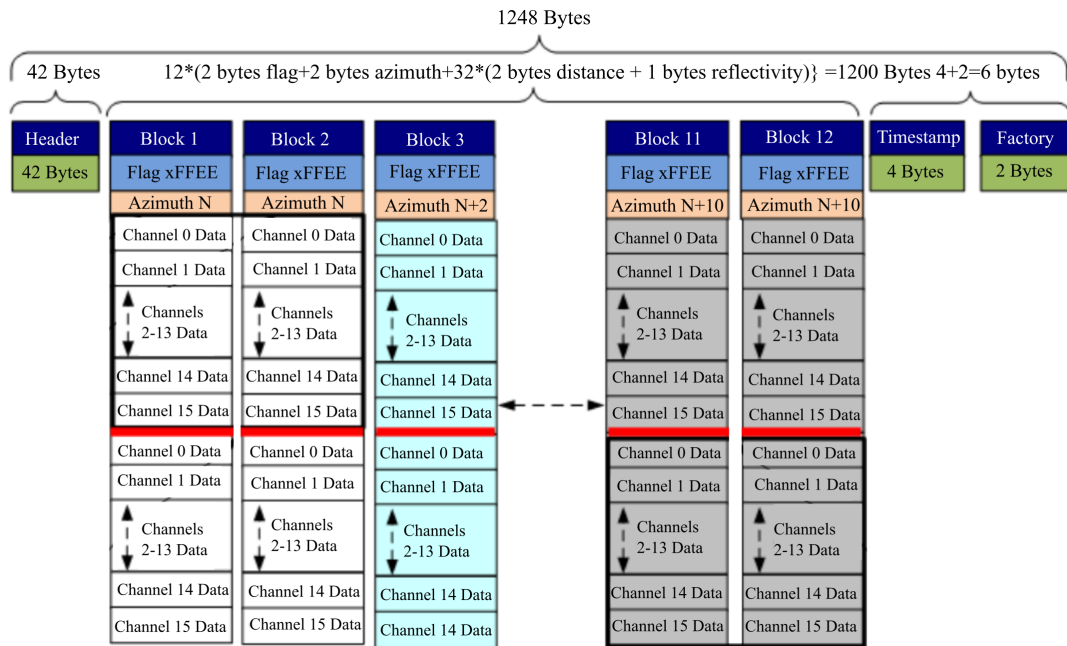 1248 Bytes
42 Bytes
12*(2 bytes flag+2 bytes azimuth+32*(2 bytes distance + 1 bytes reflectivity)} =1200 Bytes 4+2=6 bytes
Header
42 Bytes
Block 1
Flag xFFEE
Azimuth N
Channel 0 Data
Channel 1 Data
Channels
2-13 Data
Channel 14 Data
Channel 15 Data
Channel 0 Data
Channel 1 Data
Channels
2-13 Data
Channel 14 Data
Channel 15 Data
Block 2
Flag xFFEE
Azimuth N
Channel 0 Data
Channel 1 Data
Channels
2-13 Data
Channel 14 Data
Channel 15 Data
Channel 0 Data
Channel 1 Data
Channels
2-13 Data
Channel 14 Data
Channel 15 Data
Block 3
Flag xFFEE
Azimuth N+2
Channel 0 Data
Channel 1 Data
Channels
2-13 Data
Channel 14 Data
Channel 15 Data
Channel 0 Data
Channel 1 Data
Channels
2-13 Data
Channel 14 Data
Channel 14 Data
Block 11
Flag xFFEE
Azimuth N+10
Channel 0 Data
Channel 1 Data
Channels
2-13 Data
Channel 14 Data
Channel 15 Data
Channel 0 Data
Channel 1 Data
Channels
2-13 Data
Channel 14 Data
Channel 15 Data
Block 12
Flag xFFEE
Azimuth N+10
Channel 0 Data
Channel 1 Data
Channels
2-13 Data
Channel 14 Data
Channel 15 Data
Channel 0 Data
Channel 1 Data
Channels
2-13 Data
Channel 14 Data
Channel 15 Data
Timestamp
4 Bytes
Factory
2 Bytes